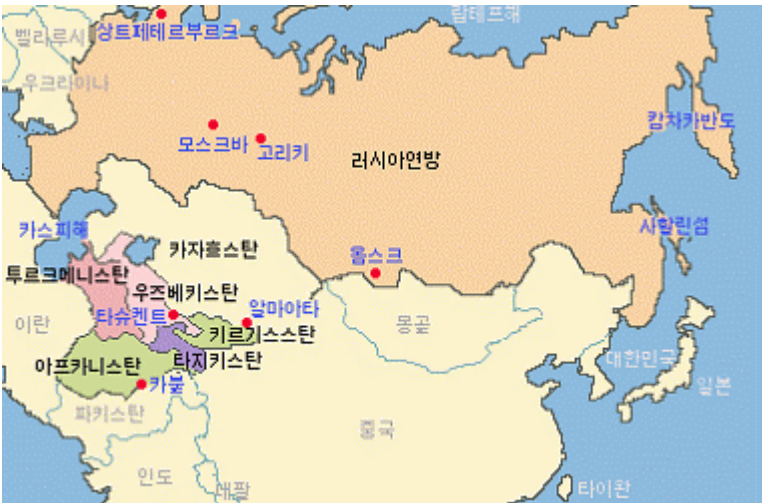 랍테프해
상트페테르부르크
벨라루시
우크라이나
캄차카반도
모스크바
고리키
러시아연방
사할린섬
카스피해
카자흐스탄
옴스크
투르크메니스탄
우즈베키스탄
알마아타
이란
타슈켄트
몽골
키르기스스탄
대한민국
아프카니스탄
타지키스탄
카불
일본
파키스탄
중국
인도
네팔
타이완